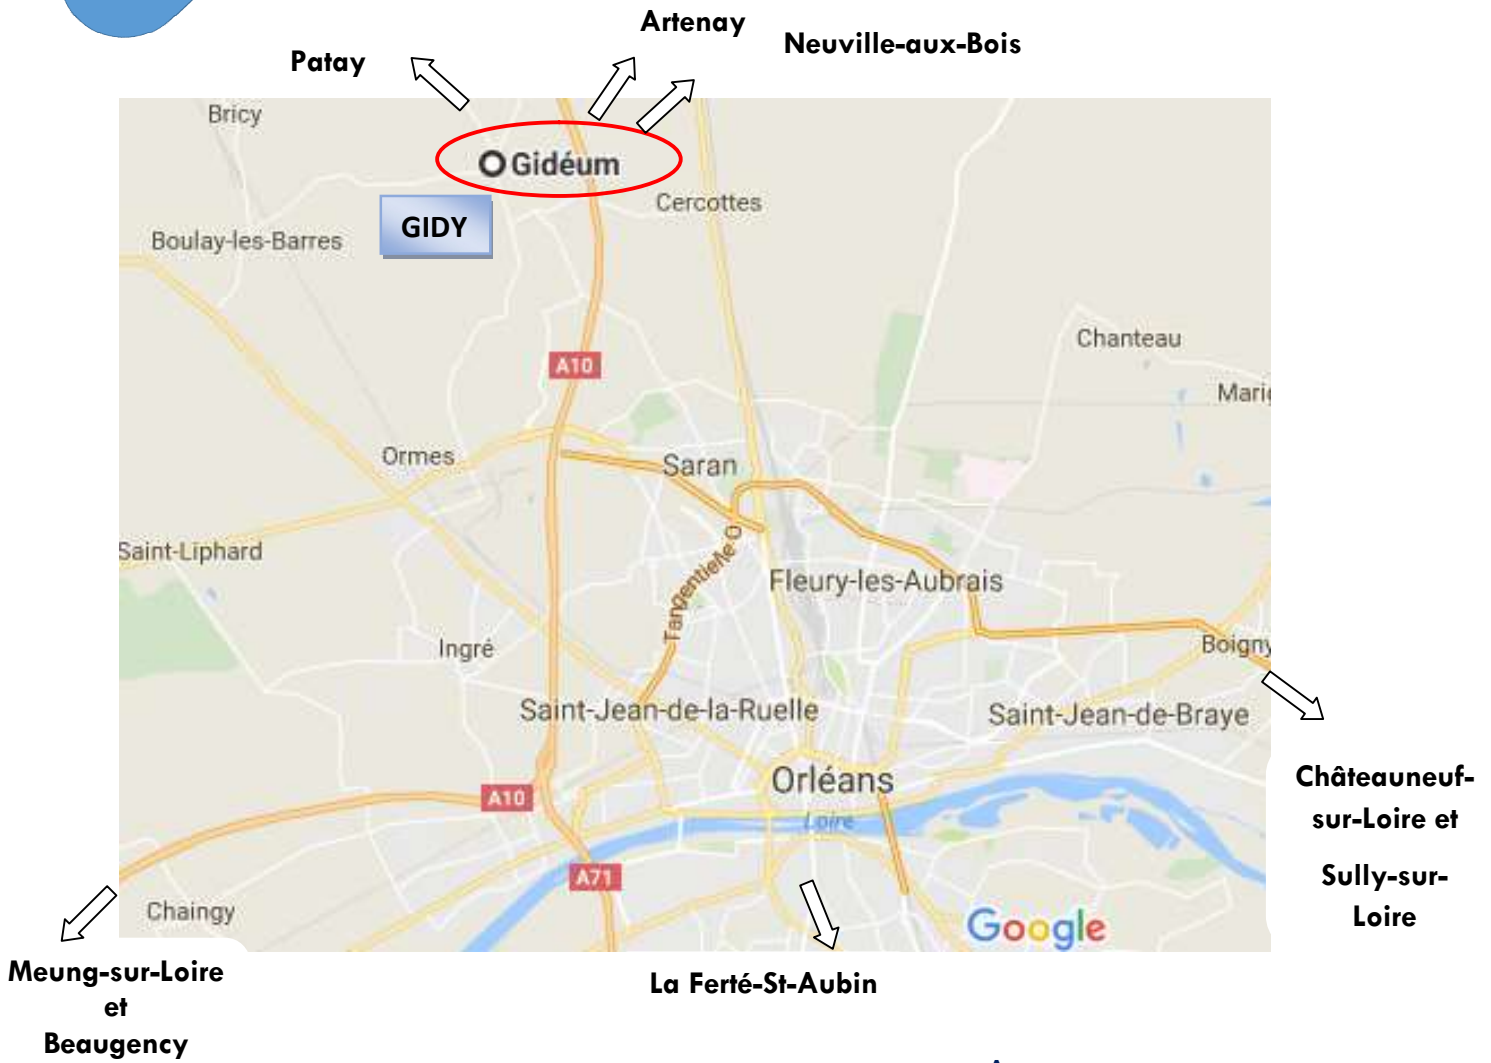 Artenay
Neuville-aux-Bois
Patay
Bricy
Gidéum
Cercottes
GIDY
Boulay-les-Barres
Chanteau
A10
Marig
Ormes
Saran
Saint-Liphard
Tangentielle O
Fleury-les-Aubrais
Ingré
Boigny
Saint-Jean-de-la-Ruelle
Saint-Jean-de-Braye
Orléans
Châteauneuf-
sur-Loire et
Sully-sur-
Loire
A10
Loire
A71
Chaingy
Google
Meung-sur-Loire
et
Beaugency
La Ferté-St-Aubin